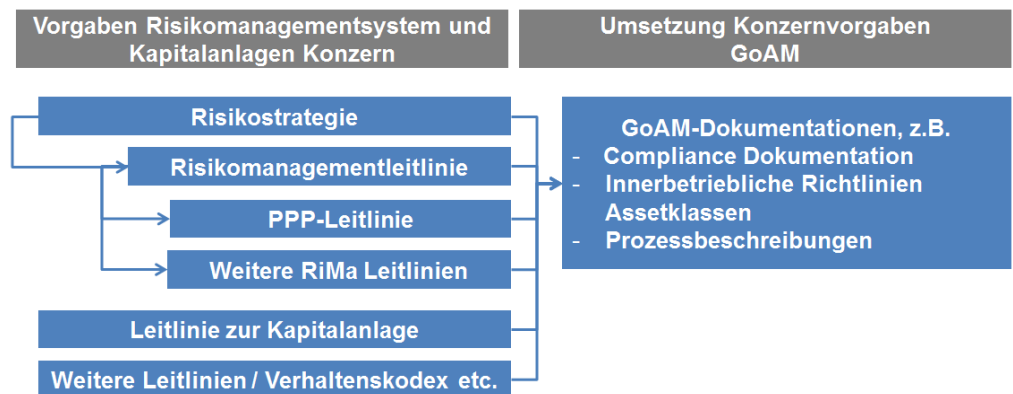 Vorgaben Risikomanagementsystem und
Kapitalanlagen Konzern
Umsetzung Konzernvorgaben
GoAM
Risikostrategie
Risikomanagementleitlinie
PPP-Leitlinie
Weitere RiMa Leitlinien
Leitlinie zur Kapitalanlage
Weitere Leitlinien / Verhaltenskodex etc.
GoAM-Dokumentationen, z.B.
- Compliance Dokumentation
- Innerbetriebliche Richtlinien
Assetklassen
- Prozessbeschreibungen